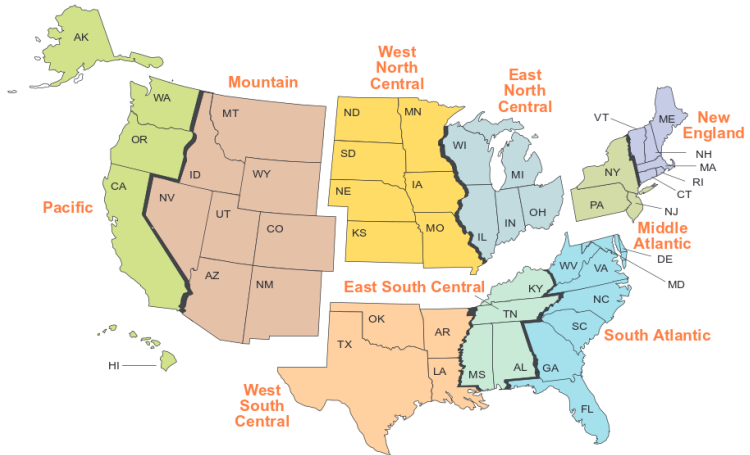 AK
West
North
Central
Mountain
East
North
Central
WA
MT
ND
MN
VT
ME
New
England
OR
WI
SD
NH
MA
ID
WY
MI
NY
RI
CA
NV
NE
IA
CT
Pacific
UT
PA
NJ
CO
KS
MO
IL
IN
OH
Middle
Atlantic
DE
AZ
NM
East South Central
KY
WV
VA
MD
NC
OK
TN
TX
AR
SC
South Atlantic
HI
LA
MS
AL
GA
West
South
Central
FL